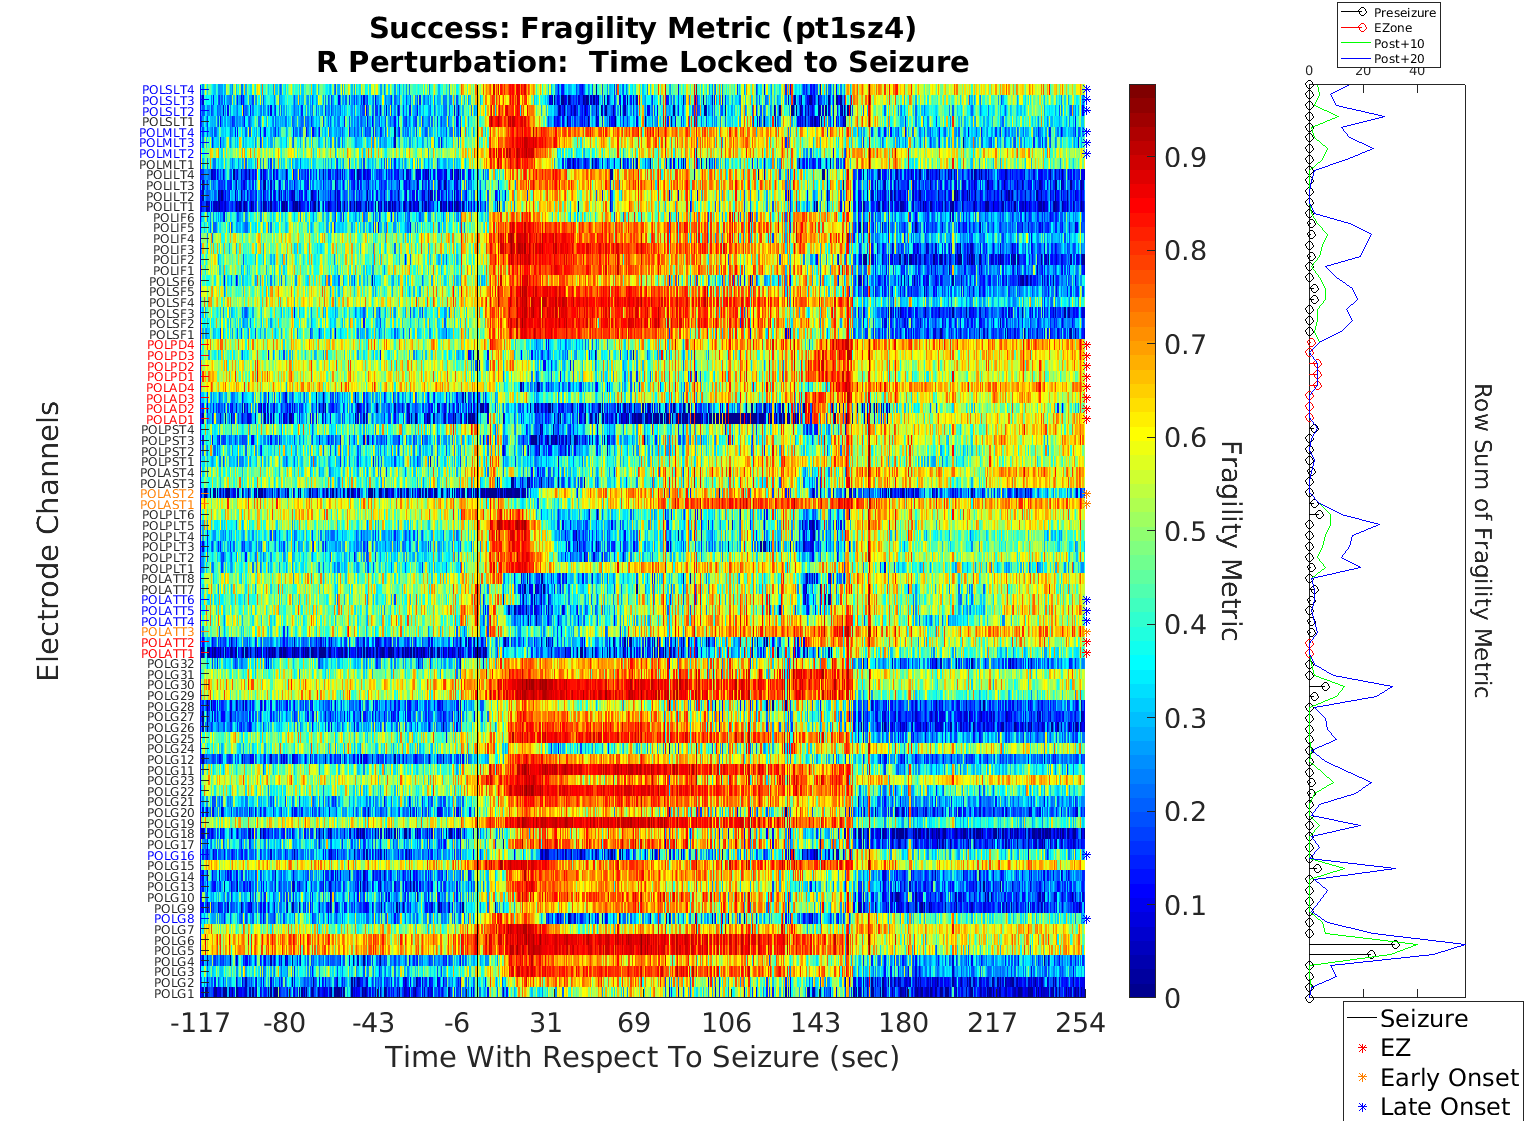 Success: Fragility Metric (pt1sz4)
R Perturbation:  Time Locked to Seizure
Preseizure
EZone
Post+10
Post+20
0 20 40
POLSLT4
POLSLT3
POLSLT2
POLSLT1
POLMLT4
POLMLT3
POLMLT2
POLMLT1
POLILT4
POLILT3
POLILT2
POLILT1
POLIF6
POLIF5
POLIF4
POLIF3
POLIF2
POLIF1
POLSF6
POLSF5
POLSF4
POLSF3
POLSF2
POLSF1
POLPD4
POLPD3
POLPD2
POLPD1
POLAD4
POLAD3
POLAD2
POLAD1
POLPST4
POLPST3
POLPST2
POLPST1
POLAST4
POLAST3
POLAST2
POLAST1
POLPLT6
POLPLT5
POLPLT4
POLPLT3
POLPLT2
POLPLT1
POLATT8
POLATT7
POLATT6
POLATT5
POLATT4
POLATT3
POLATT2
POLATT1
POLG32
POLG31
POLG30
POLG29
POLG28
POLG27
POLG26
POLG25
POLG24
POLG12
POLG11
POLG23
POLG22
POLG21
POLG20
POLG19
POLG18
POLG17
POLG16
POLG15
POLG14
POLG13
POLG10
POLG9
POLG8
POLG7
POLG6
POLG5
POLG4
POLG3
POLG2
POLG1
Electrode Channels
-117 -80 -43 -6 31 69 106 143 180 217 254
Time With Respect To Seizure (sec)
0.9
0.8
0.7
0.6
0.5
0.4
0.3
0.2
0.1
0
Fragility Metric
Row Sum of Fragility Metric
Seizure
EZ
Early Onset
Late Onset